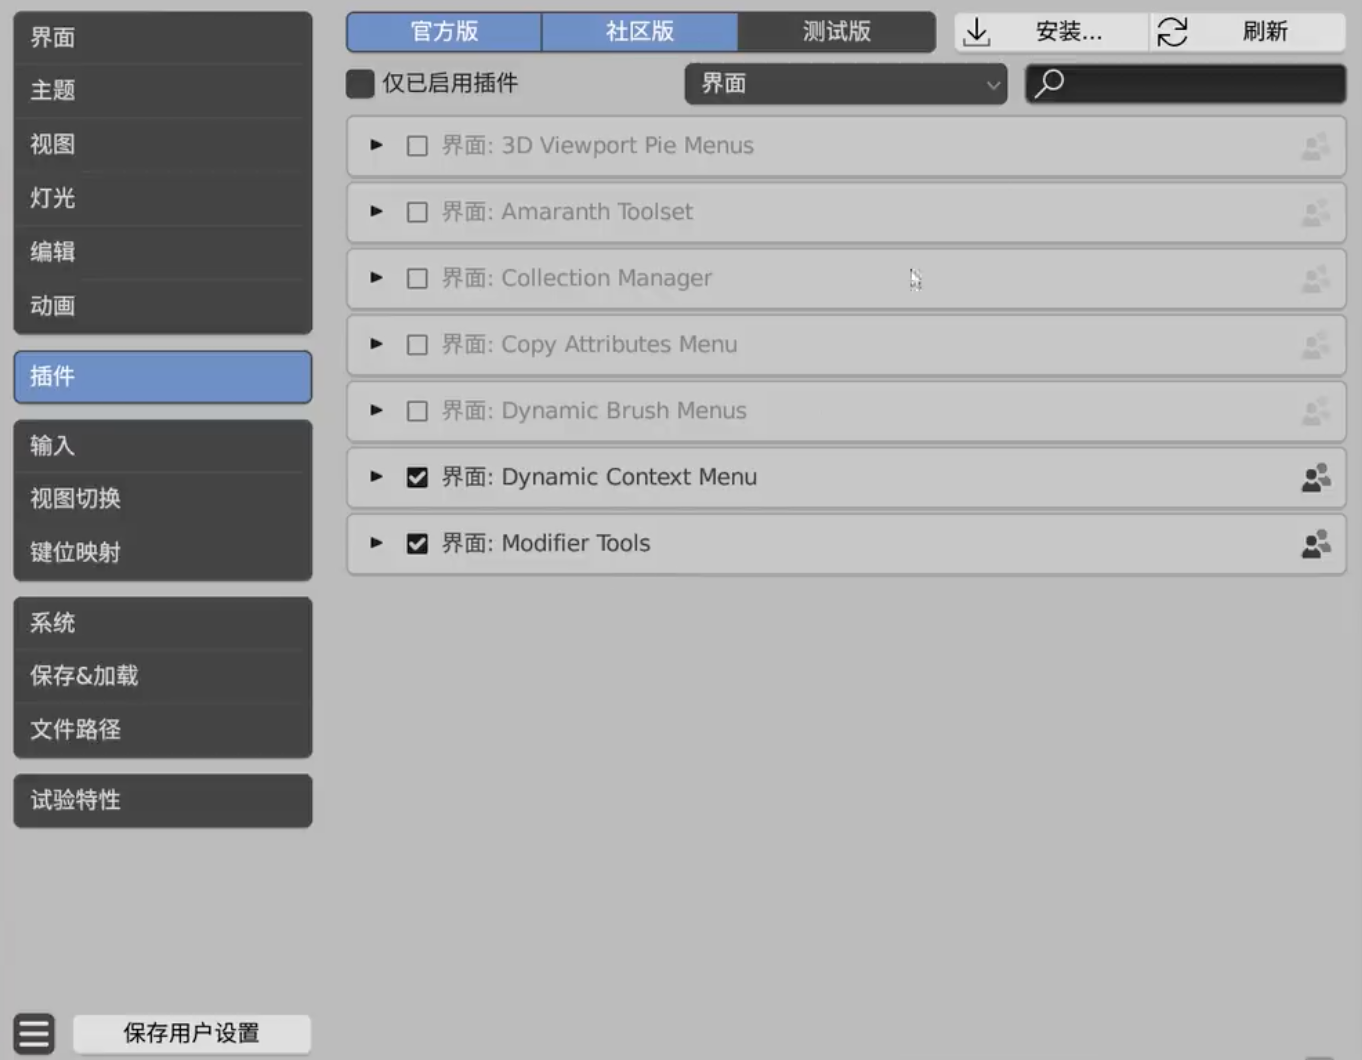 界面
主题
视图
灯光
编辑
动画
插件
输入
视图切换
键位映射
系统
保存&加载
文件路径
试验特性
保存用户设置
官方版 社区版 测试版 安装... 刷新
仅已启用插件 界面
界面: 3D Viewport Pie Menus
界面: Amaranth Toolset
界面: Collection Manager
界面: Copy Attributes Menu
界面: Dynamic Brush Menus
界面: Dynamic Context Menu
界面: Modifier Tools